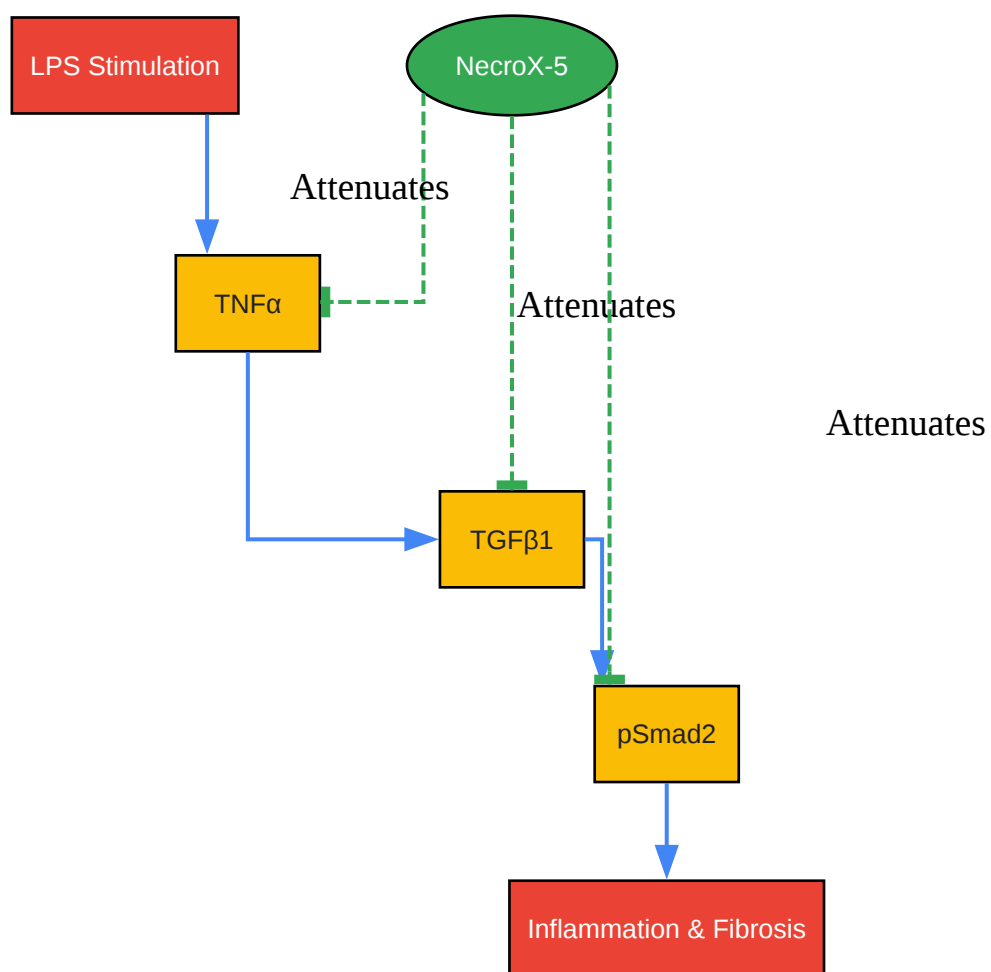 LPS Stimulation
NecroX-5
Attenuates
TNFα
Attenuates
Attenuates
TGFβ1
pSmad2
Inflammation & Fibrosis